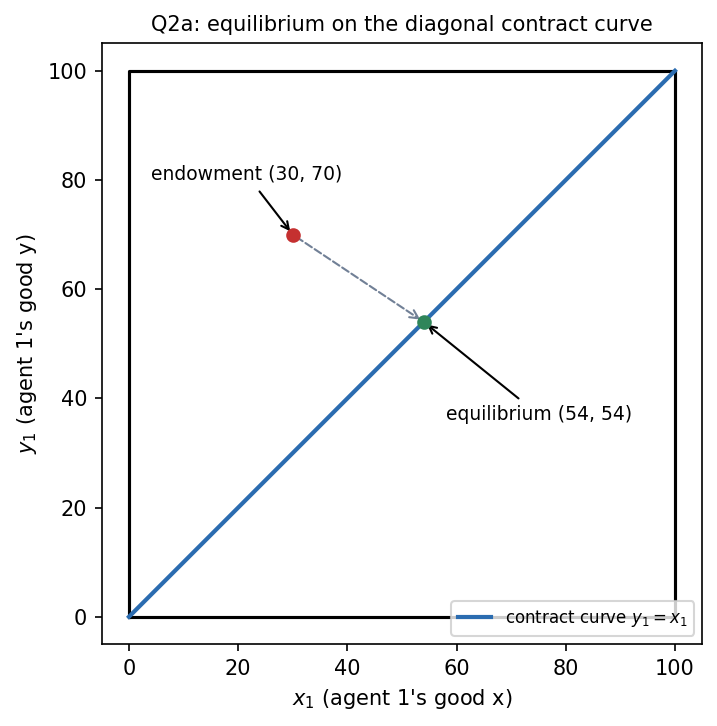 Q2a: equilibrium on the diagonal contract curve
100
80
60
40
20
0
y₁ (agent 1's good y)
endowment (30, 70)
equilibrium (54, 54)
contract curve y₁ = x₁
0 20 40 60 80 100
x₁ (agent 1's good x)